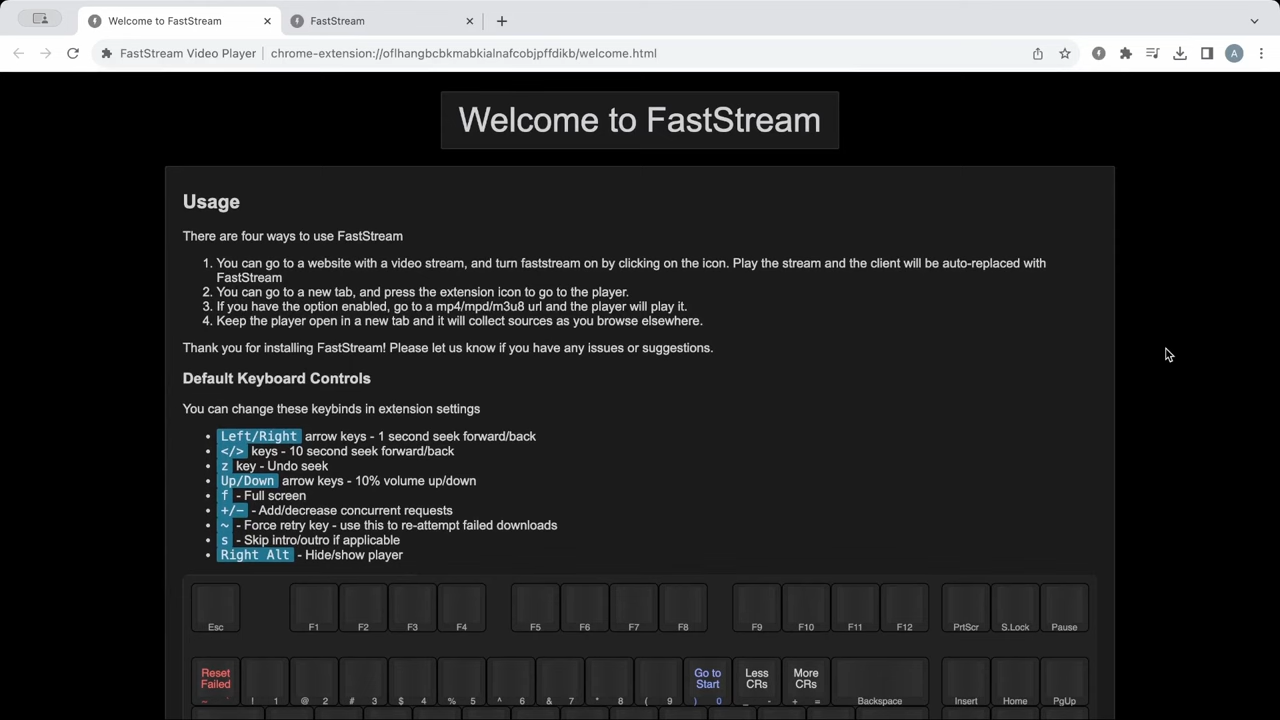 Welcome to FastStream
FastStream
FastStream Video Player
chrome-extension://oflhangbcbkmabkialnafcobjpffdikb/welcome.html
A
Welcome to FastStream
Usage
There are four ways to use FastStream
1. You can go to a website with a video stream, and turn faststream on by clicking on the icon. Play the stream and the client will be auto-replaced with
FastStream
2. You can go to a new tab, and press the extension icon to go to the player.
3. If you have the option enabled, go to a mp4/mpd/m3u8 url and the player will play it.
4. Keep the player open in a new tab and it will collect sources as you browse elsewhere.
Thank you for installing FastStream! Please let us know if you have any issues or suggestions.
Default Keyboard Controls
You can change these keybinds in extension settings
• Left/Right arrow keys - 1 second seek forward/back
• </> keys - 10 second seek forward/back
• z key - Undo seek
• Up/Down arrow keys - 10% volume up/down
• f - Full screen
• +/- - Add/decrease concurrent requests
• ~ - Force retry key - use this to re-attempt failed downloads
• s - Skip intro/outro if applicable
• Right Alt - Hide/show player
Esc F1 F2 F3 F4 F5 F6 F7 F8 F9 F10 F11 F12 PrtScr S.Lock Pause
Reset Go to Less More
Failed Start CRs CRs
~ ` ! 1 @ 2 # 3 $ 4 % 5 ^ 6 & 7 * 8 ( 9 ) 0 _ - + = Backspace Insert Home PgUp